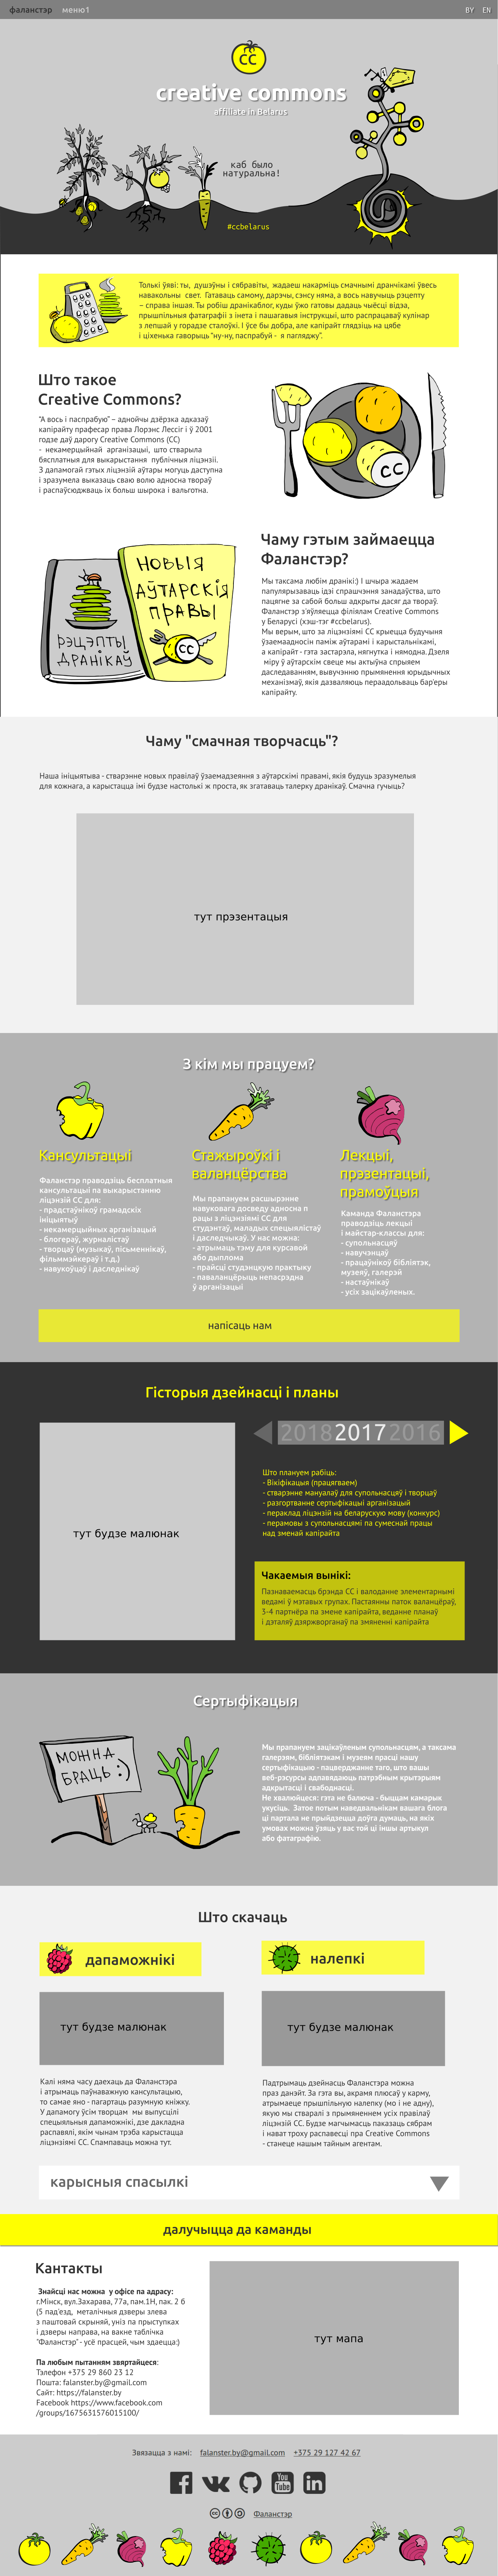 фаланстэр меню1 BY EN
CC
creative commons
affiliate in Belarus
каб было
натуральна!
#ccbelarus
Толькі ўяві: ты, душэўны і сябравіты, жадаеш накарміць смачнымі дранчікамі ўвесь
навакольны свет. Гатаваць самому, дарэчы, сэнсу няма, а вось навучыць рэцэпту
– справа іншая. Ты робіш дранікаблог, куды ўжо гатовы дадаць чыёсці відэа,
прышпільныя фатаграфіі з інета і пашагавыя інструкцыі, што распрацаваў кулінар
з лепшай у горадзе сталоўкі. І ўсе бы добра, але капірайт глядзіць на цябе
і ціхенька гаворыць "ну-ну, паспрабуй - я пагляджу".
Што такое
Creative Commons?
"А вось і паспрабую" – аднойчы дзёрзка адказаў
капірайту прафесар права Лорэнс Лессіг і ў 2001
годзе даў дарогу Creative Commons (CC)
- некамерцыйнай арганізацыі, што стварыла
бясплатныя для выкарыстання публічныя ліцэнзіі.
З дапамогай гэтых ліцэнзій аўтары могуць даступна
і зразумела выказаць сваю волю адносна твораў
і распаўсюджваць іх больш шырока і вальготна.
CC
Чаму гэтым займаецца
Фаланстэр?
Мы таксама любім дранікі:) І шчыра жадаем
папулярызаваць ідэі спрашчэння занадаўства, што
пацягне за сабой больш адкрыты дасяг да твораў.
Фаланстэр з'яўляецца філіялам Creative Commons
у Беларусі (хэш-тэг #ccbelarus).
Мы верым, што за ліцэнзіямі СС крыецца будучыня
ўзаемаадносін паміж аўтарамі і карыстальнікамі,
а капірайт - гэта застарэла, нягнутка і нямодна. Дзеля
міру ў аўтарскім свеце мы актыўна спрыяем
даследаванням, вывучэнню прымянення юрыдычных
механізмаў, якія дазваляюць пераадольваць бар'еры
капірайту.
РЭЦЭПТЫ
ДРАНІКАЎ
НОВЫЯ
АЎТАРСКІЯ
ПРАВЫ
CC
Чаму "смачная творчасць"?
Наша ініцыятыва - стварэнне новых правілаў ўзаемадзеяння з аўтарскімі правамі, якія будуць зразумелыя
для кожнага, а карыстацца імі будзе настолькі ж проста, як згатаваць талерку дранікаў. Смачна гучыць?
тут прэзентацыя
З кім мы працуем?
Кансультацыі
Фаланстэр праводзіць бесплатныя
кансультацыі па выкарыстанню
ліцэнзій СС для:
- прадстаўнікоў грамадскіх
ініцыятыў
- некамерцыйных арганізацый
- блогераў, журналістаў
- творцаў (музыкаў, пісьменнікаў,
фільммэйкераў і т.д.)
- навукоўцаў і даследнікаў
Стажыроўкі і
валанцёрства
Мы прапануем расшырэнне
навуковага досведу адносна п
рацы з ліцэнзіямі СС для
студэнтаў, маладых спецыялістаў
і даследчыкаў. У нас можна:
- атрымаць тэму для курсавой
або дыплома
- прайсці студэнцкую практыку
- паваланцёрыць непасрэдна
ў арганізацыі
Лекцыі,
прэзентацыі,
прамоўцыя
Каманда Фаланстэра
праводзіць лекцыі
і майстар-классы для:
- супольнасцяў
- навучэнцаў
- працаўнікоў бібліятэк,
музеяў, галерэй
- настаўнікаў
- усіх зацікаўленых.
напісаць нам
Гісторыя дзейнасці і планы
2018 2017 2016
тут будзе малюнак
Што плануем рабіць:
- Вікіфікацыя (працягваем)
- стварэнне мануалаў для супольнасцяў і творцаў
- разгортванне сертыфікацыі арганізацый
- пераклад ліцэнзій на беларускую мову (конкурс)
- перамовы з супольнасцямі па сумеснай працы
над зменай капірайта
Чакаемыя вынікі:
Пазнаваемасць брэнда СС і валоданне элементарнымі
ведамі ў мэтавых групах. Пастаянны паток валанцёраў,
3-4 партнёра па змене капірайта, веданне планаў
і дэталяў дзяржворганаў па змяненні капірайта
Сертыфікацыя
МОННА
БРАЦЬ :)
Мы прапануем зацікаўленым супольнасцям, а таксама
галерэям, бібліятэкам і музеям прасці нашу
сертыфікацыю - пацверджанне таго, што вашы
веб-рэсурсы адпавядаюць патрэбным крытэрыям
адкрытасці і свабоднасці.
Не хвалюйцеся: гэта не балюча - быццам камарык
укусіць. Затое потым наведвальнікам вашага блога
ці партала не прыйдзецца доўга думаць, на якіх
умовах можна ўзяць у вас той ці іншы артыкул
або фатаграфію.
Што скачаць
дапаможнікі
налепкі
тут будзе малюнак
тут будзе малюнак
Калі няма часу даехаць да Фаланстэра
і атрымаць паўнаважную кансультацыю,
то самае яно - пагартаць разумную кніжку.
У дапамогу ўсім творцам мы выпусцілі
спецыяльныя дапаможнікі, дзе дакладна
распавялі, якім чынам трэба карыстацца
ліцэнзіямі СС. Спампаваць можна тут.
Падтрымаць дзейнасць Фаланстэра можна
праз данэйт. За гэта вы, акрамя плюсаў у карму,
атрымаеце прышпільную налепку (мо і не адну),
якую мы стваралі з прымяненнем усіх правілаў
ліцэнзій СС. Будзе магчымасць паказаць сябрам
і нават троху распавесці пра Creative Commons
- станеце нашым тайным агентам.
карысныя спасылкі
далучыцца да каманды
Кантакты
Знайсці нас можна у офісе па адрасу:
г.Мінск, вул.Захарава, 77а, пам.1Н, пак. 2 б
(5 пад'езд, металічныя дзверы злева
з паштовай скрыняй, уніз па прыступках
і дзверы направа, на вакне таблічка
"Фаланстэр" - усё прасцей, чым здаецца:)
Па любым пытанням звяртайцеся:
Тэлефон +375 29 860 23 12
Пошта: falanster.by@gmail.com
Сайт: https://falanster.by
Facebook https://www.facebook.com
/groups/1675631576015100/
тут мапа
Звязацца з намі: falanster.by@gmail.com +375 29 127 42 67
You
Tube
in
cc Фаланстэр